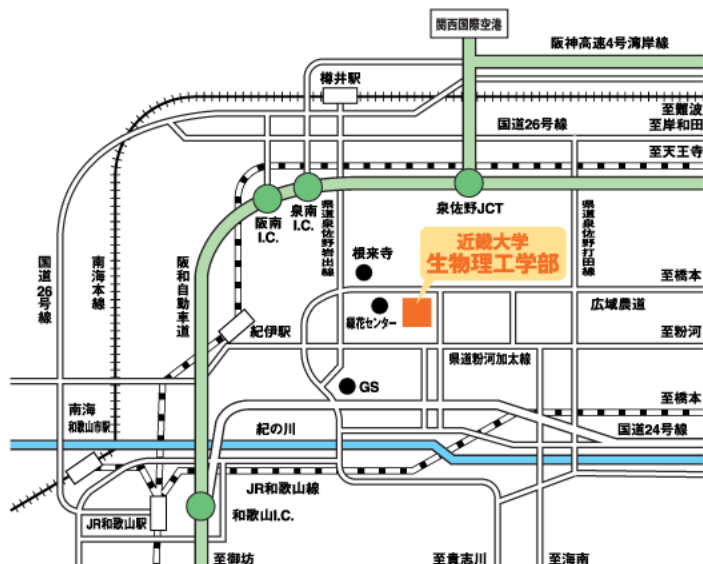 関西国際空港
阪神高速4号湾岸線
樽井駅
至難波
国道26号線
至岸和田
至天王寺
阪南
I.C.
泉南
I.C.
県道泉佐野岩出線
泉佐野JCT
県道泉佐野打田線
国道26号線
南海本線
阪和自動車道
根来寺
近畿大学
生物理工学部
至橋本
広域農道
緑花センター
紀伊駅
至粉河
県道粉河加太線
GS
至橋本
南海
和歌山市駅
紀の川
国道24号線
JR和歌山線
JR和歌山駅
和歌山I.C.
至御坊
至貴志川
至海南